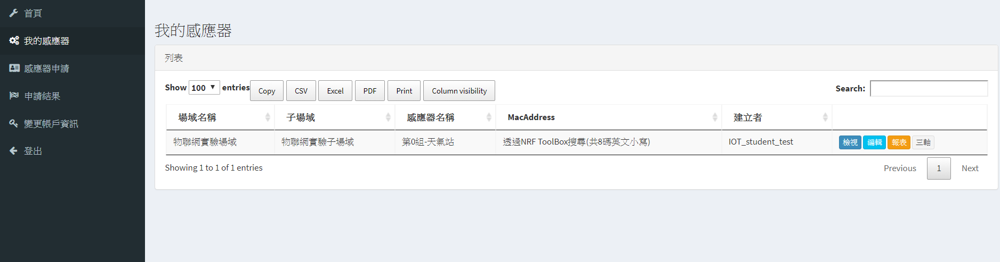 首頁
我的感應器
感應器申請
申請結果
變更帳戶資訊
登出
我的感應器
列表
Show 100 entries Copy CSV Excel PDF Print Column visibility Search:
場域名稱 子場域 感應器名稱 MacAddress 建立者
物聯網實驗場域 物聯網實驗子場域 第0組-天氣站 透過NRF ToolBox搜尋(共8碼英文小寫) IOT_student_test 檢視 編輯 報表 三軸
Showing 1 to 1 of 1 entries Previous 1 Next